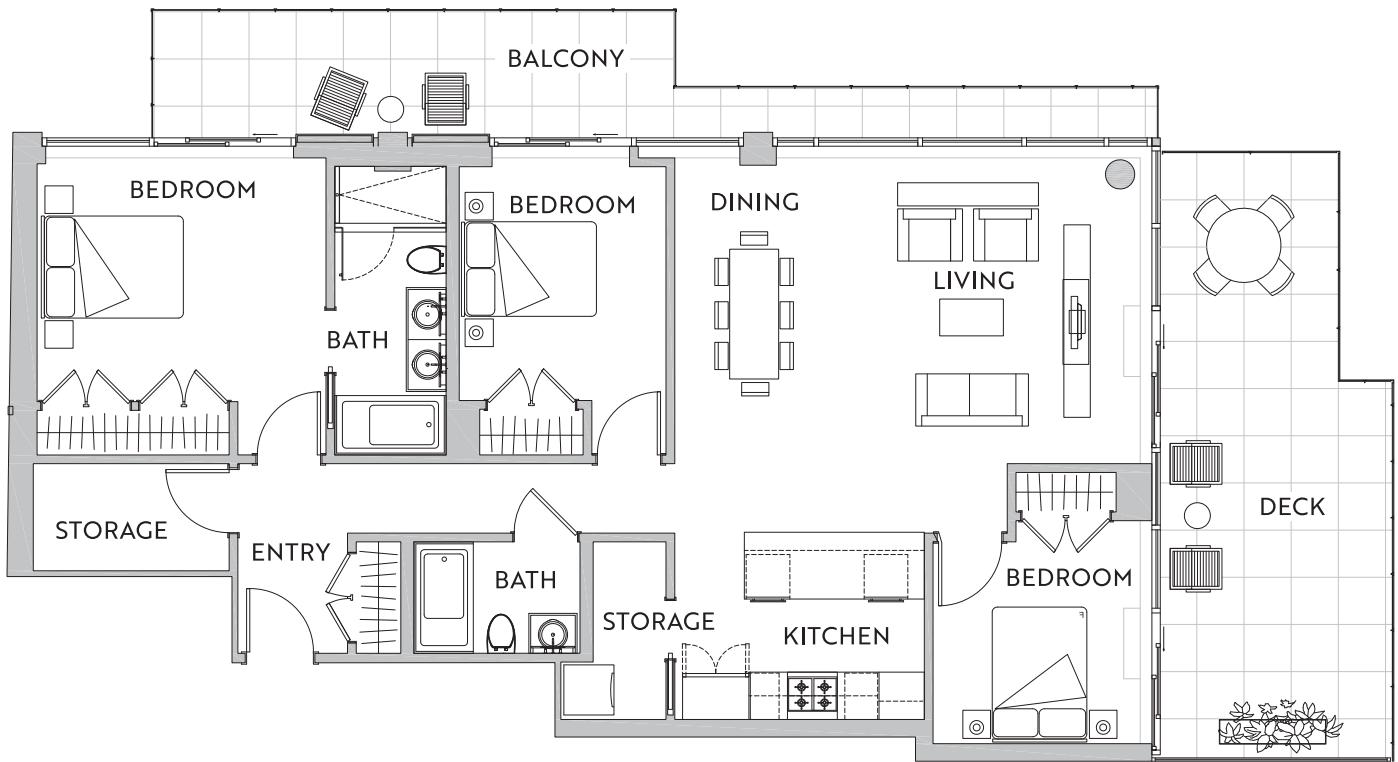 BALCONY
BEDROOM
BEDROOM
DINING
LIVING
BATH
DECK
STORAGE
ENTRY
BATH
BEDROOM
STORAGE
KITCHEN